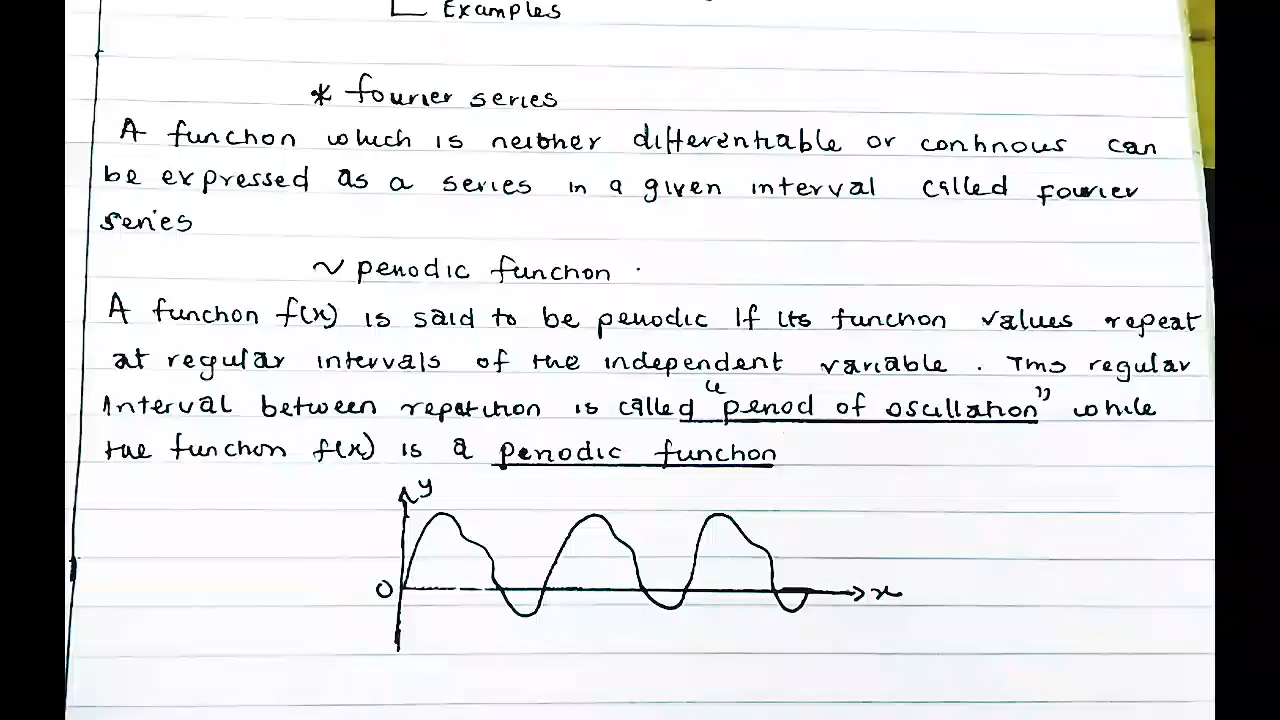 Examples
* fourier series
A function which is neither differentiable or continous can
be expressed as a series in a given interval called fourier
series
~ periodic function
A function f(x) is said to be periodic if its function values repeat
at regular intervals of the independent variable. This regular
interval between repetition is called "period of oscillation" while
the function f(x) is a periodic function
y
0
x